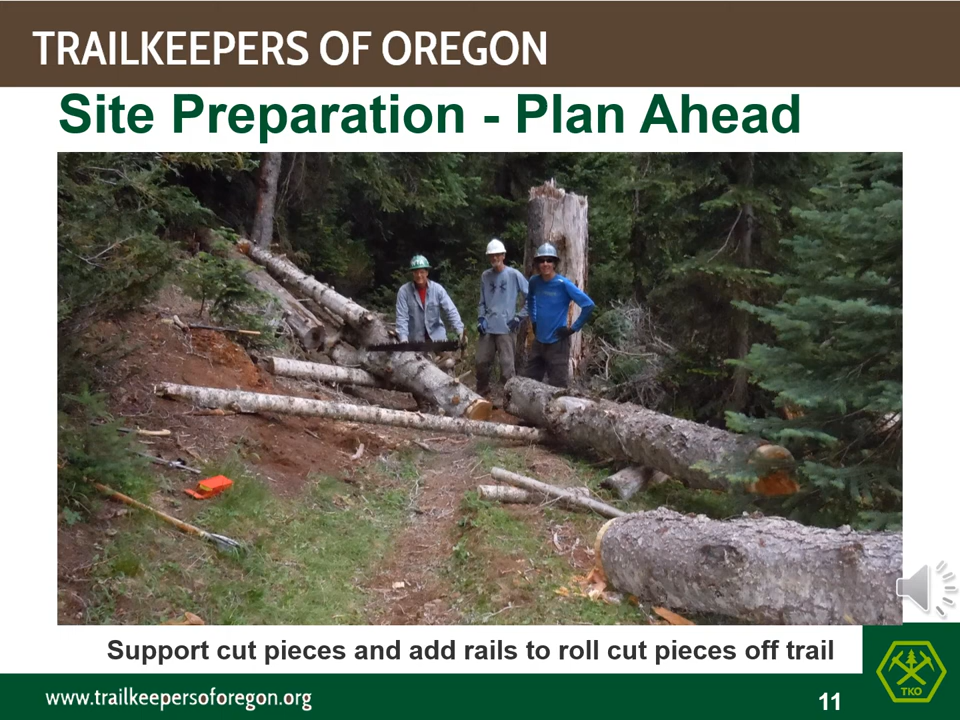 TRAILKEEPERS OF OREGON
Site Preparation - Plan Ahead
Support cut pieces and add rails to roll cut pieces off trail
www.trailkeepersoforegon.org
11
TKO